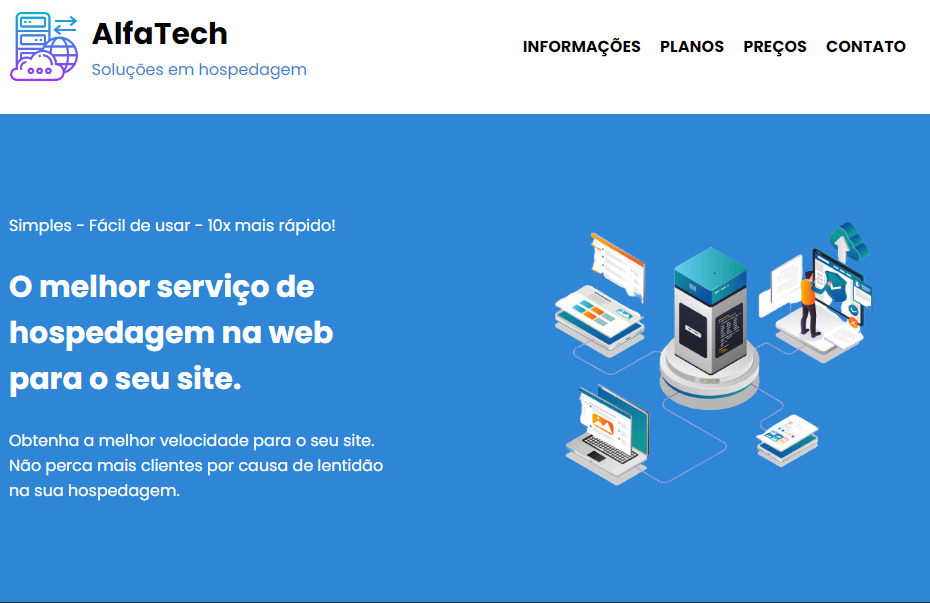 AlfaTech
Soluções em hospedagem
INFORMAÇÕES PLANOS PREÇOS CONTATO
Simples - Fácil de usar - 10x mais rápido!
O melhor serviço de
hospedagem na web
para o seu site.
Obtenha a melhor velocidade para o seu site.
Não perca mais clientes por causa de lentidão
na sua hospedagem.